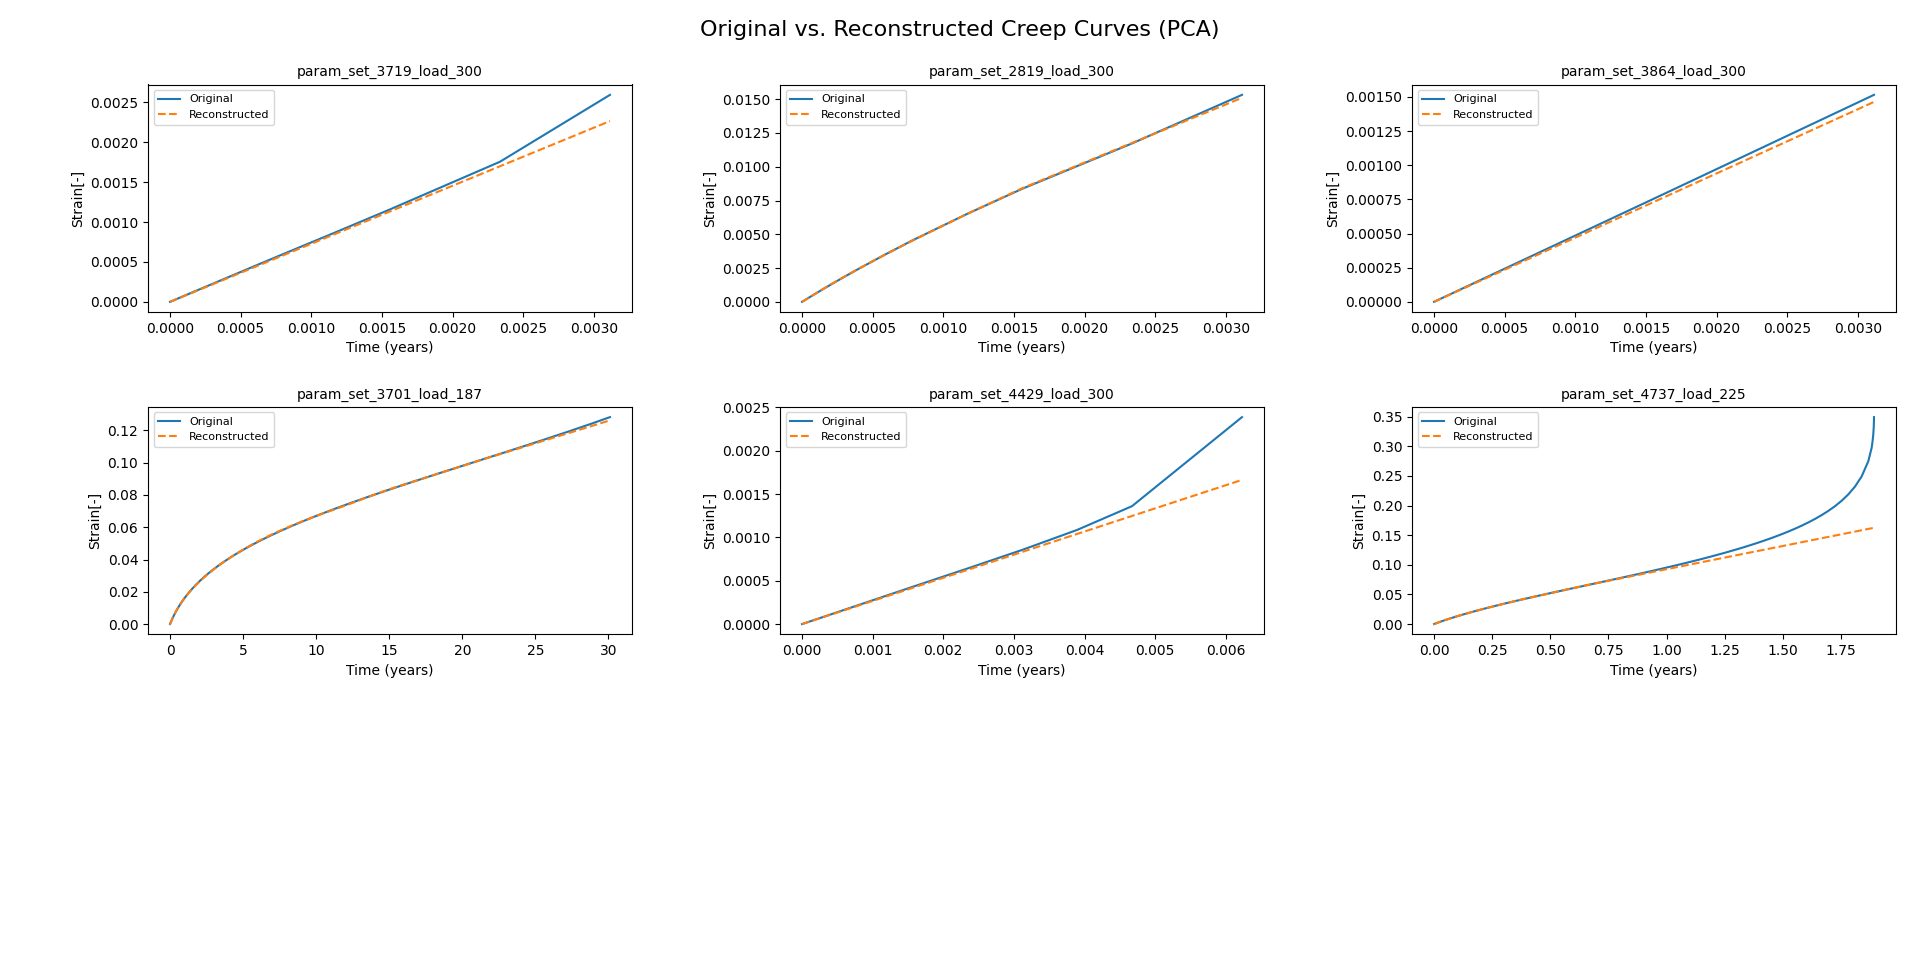 Original vs. Reconstructed Creep Curves (PCA)
param_set_3719_load_300
Original
Reconstructed
Strain[-]
0.0025
0.0020
0.0015
0.0010
0.0005
0.0000
0.0000 0.0005 0.0010 0.0015 0.0020 0.0025 0.0030
Time (years)
param_set_2819_load_300
Original
Reconstructed
Strain[-]
0.0150
0.0125
0.0100
0.0075
0.0050
0.0025
0.0000
0.0000 0.0005 0.0010 0.0015 0.0020 0.0025 0.0030
Time (years)
param_set_3864_load_300
Original
Reconstructed
Strain[-]
0.00150
0.00125
0.00100
0.00075
0.00050
0.00025
0.00000
0.0000 0.0005 0.0010 0.0015 0.0020 0.0025 0.0030
Time (years)
param_set_3701_load_187
Original
Reconstructed
Strain[-]
0.12
0.10
0.08
0.06
0.04
0.02
0.00
0 5 10 15 20 25 30
Time (years)
param_set_4429_load_300
Original
Reconstructed
Strain[-]
0.0025
0.0020
0.0015
0.0010
0.0005
0.0000
0.000 0.001 0.002 0.003 0.004 0.005 0.006
Time (years)
param_set_4737_load_225
Original
Reconstructed
Strain[-]
0.35
0.30
0.25
0.20
0.15
0.10
0.05
0.00
0.00 0.25 0.50 0.75 1.00 1.25 1.50 1.75
Time (years)